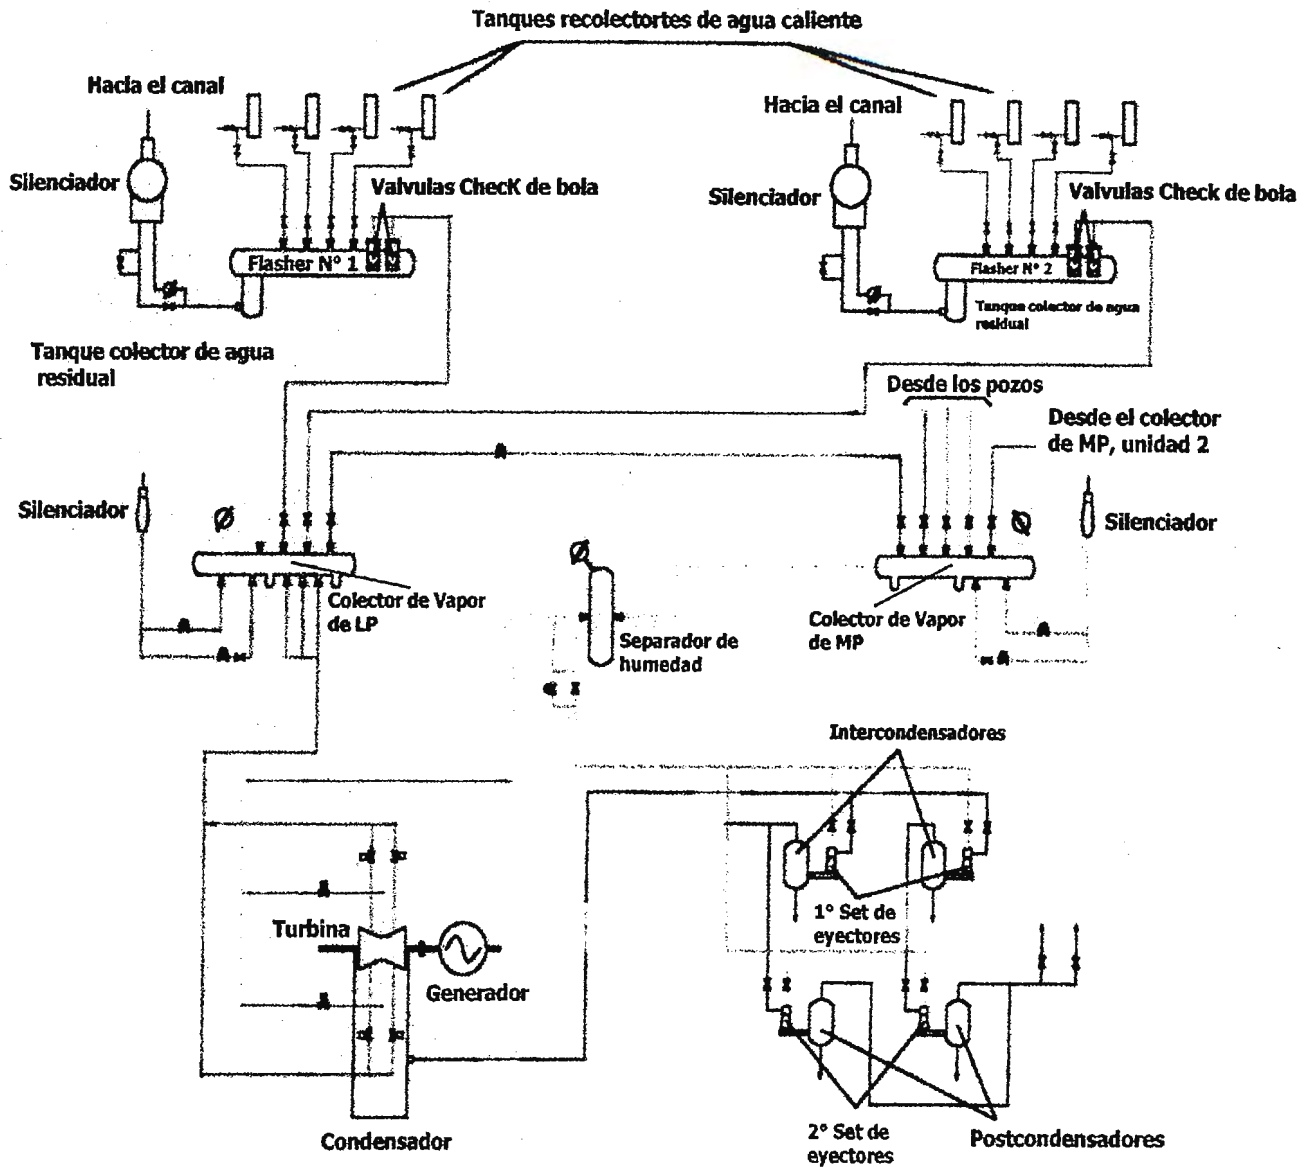 Tanques recolectortes de agua caliente
Hacia el canal
Hacia el canal
Silenciador
Valvulas ChecK de bola
Silenciador
Valvulas Check de bola
Flasher N° 1
Flasher N° 2
Tanque colector de agua
residual
Tanque colector de agua
residual
Desde los pozos
Desde el colector
de MP, unidad 2
Silenciador
Silenciador
Colector de Vapor
de LP
Separador de
humedad
Colector de Vapor
de MP
Intercondensadores
1° Set de
eyectores
Turbina
Generador
Condensador
2° Set de
eyectores
Postcondensadores